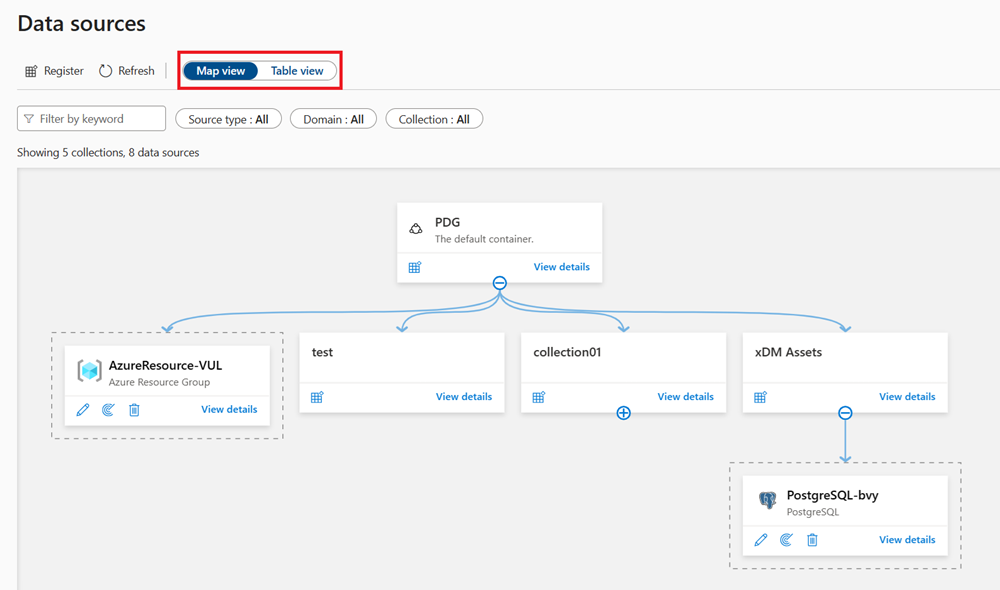 Data sources
Register Refresh Map view Table view
Filter by keyword Source type : All Domain : All Collection : All
Showing 5 collections, 8 data sources
PDG
The default container.
View details
AzureResource-VUL
Azure Resource Group
View details
test
View details
collection01
View details
xDM Assets
View details
PostgreSQL-bvy
PostgreSQL
View details